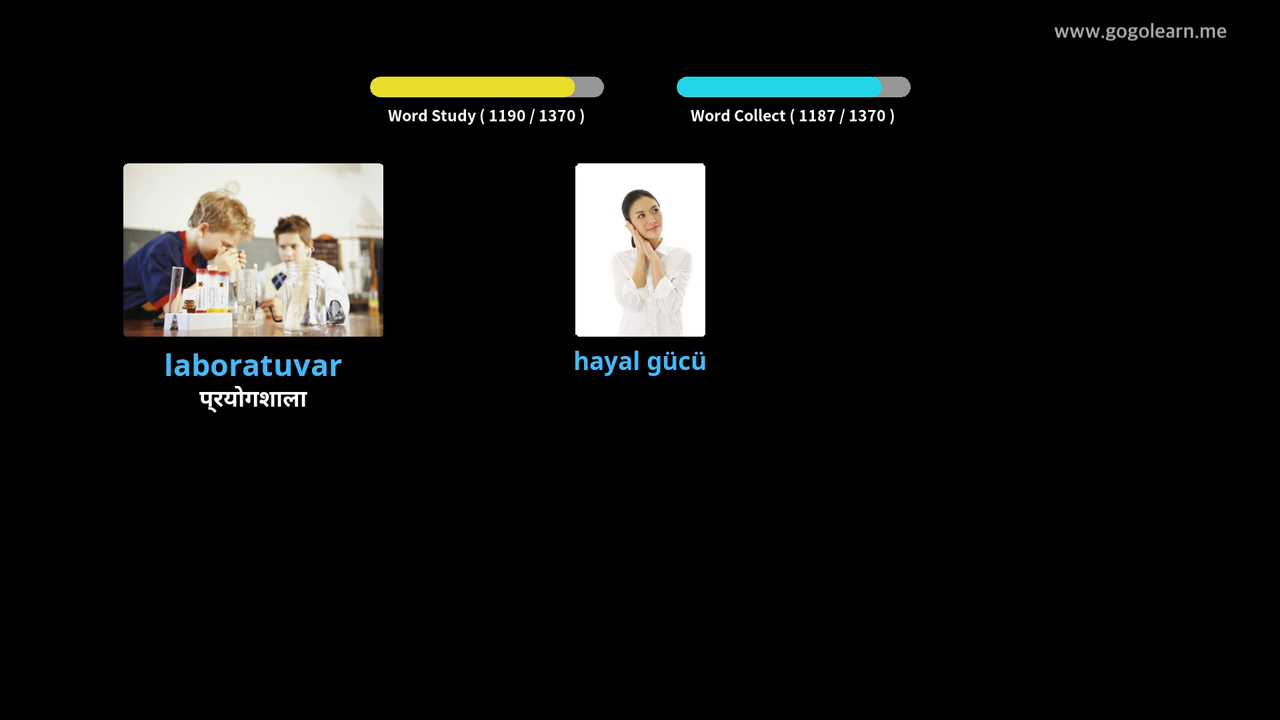 www.gogolearn.me
Word Study ( 1190 / 1370 )
Word Collect ( 1187 / 1370 )
laboratuvar
प्रयोगशाला
hayal gücü